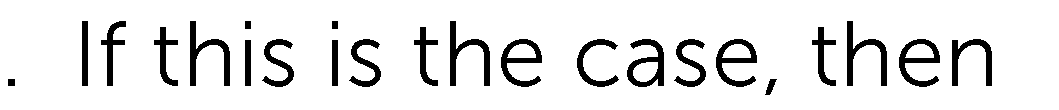 . If this is the case, then